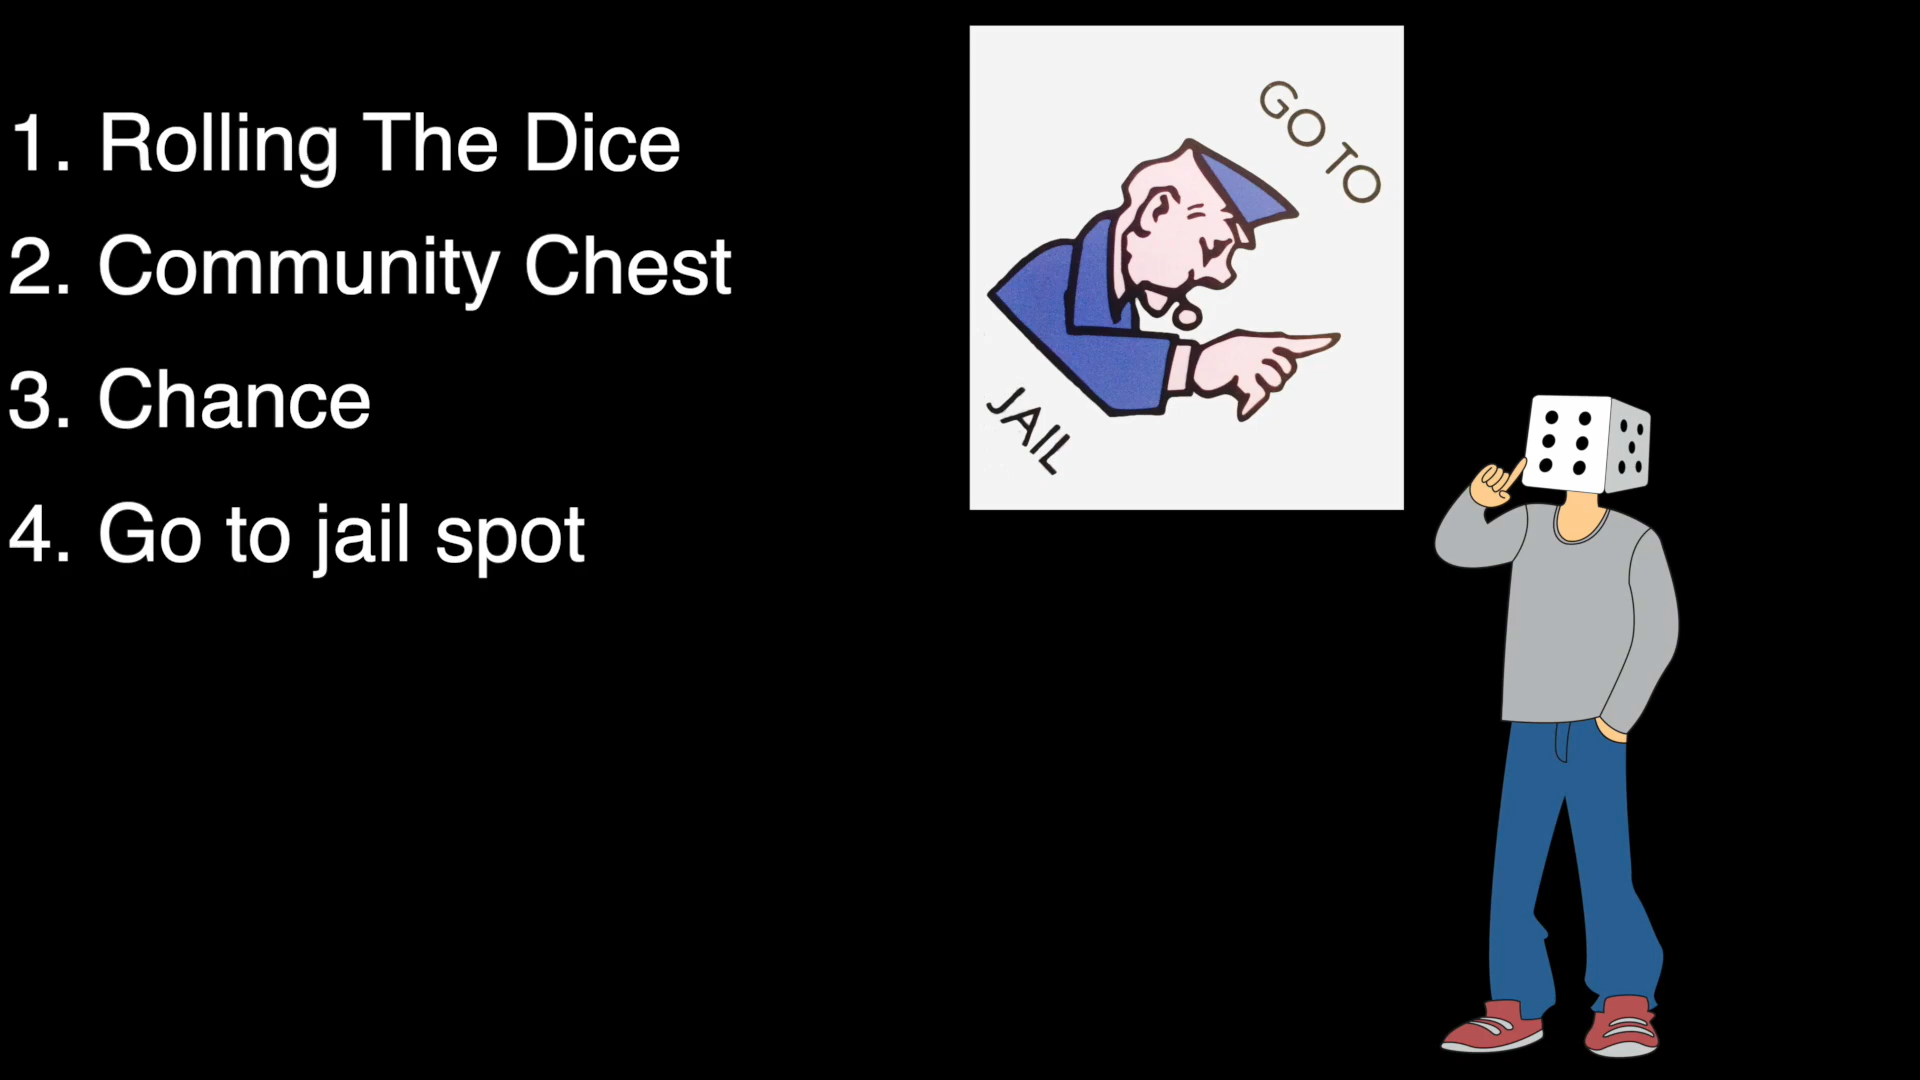 1. Rolling The Dice
2. Community Chest
3. Chance
4. Go to jail spot
GO TO
JAIL